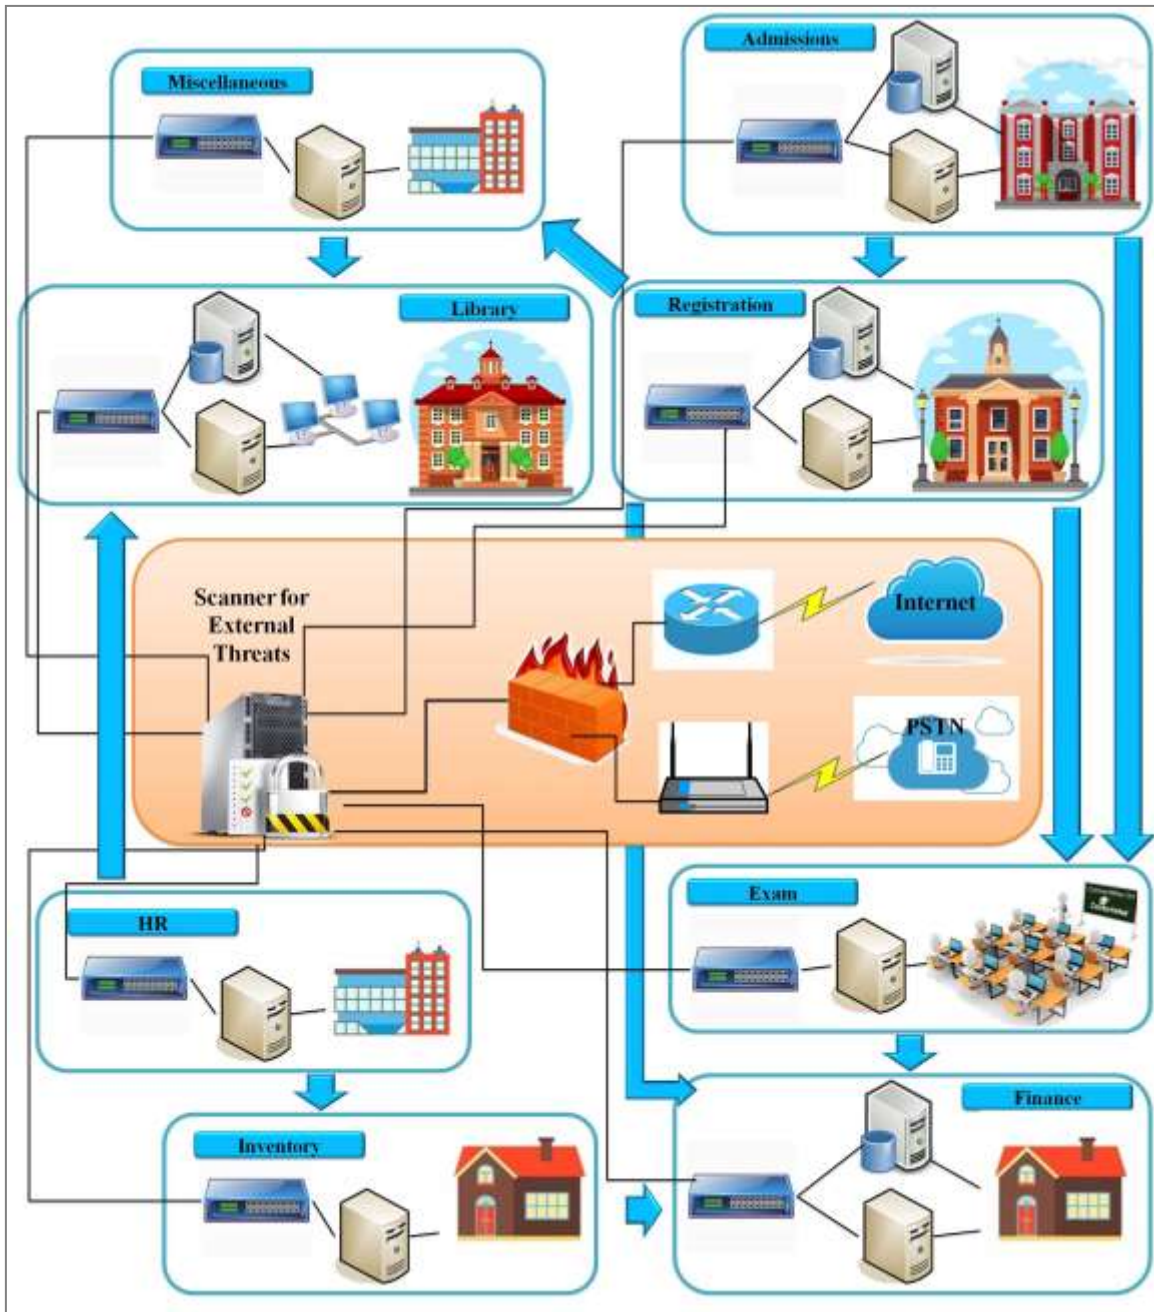 Admissions
Miscellaneous
Library
Registration
Scanner for
External
Threats
Internet
PSTN
Exam
HR
Finance
Inventory